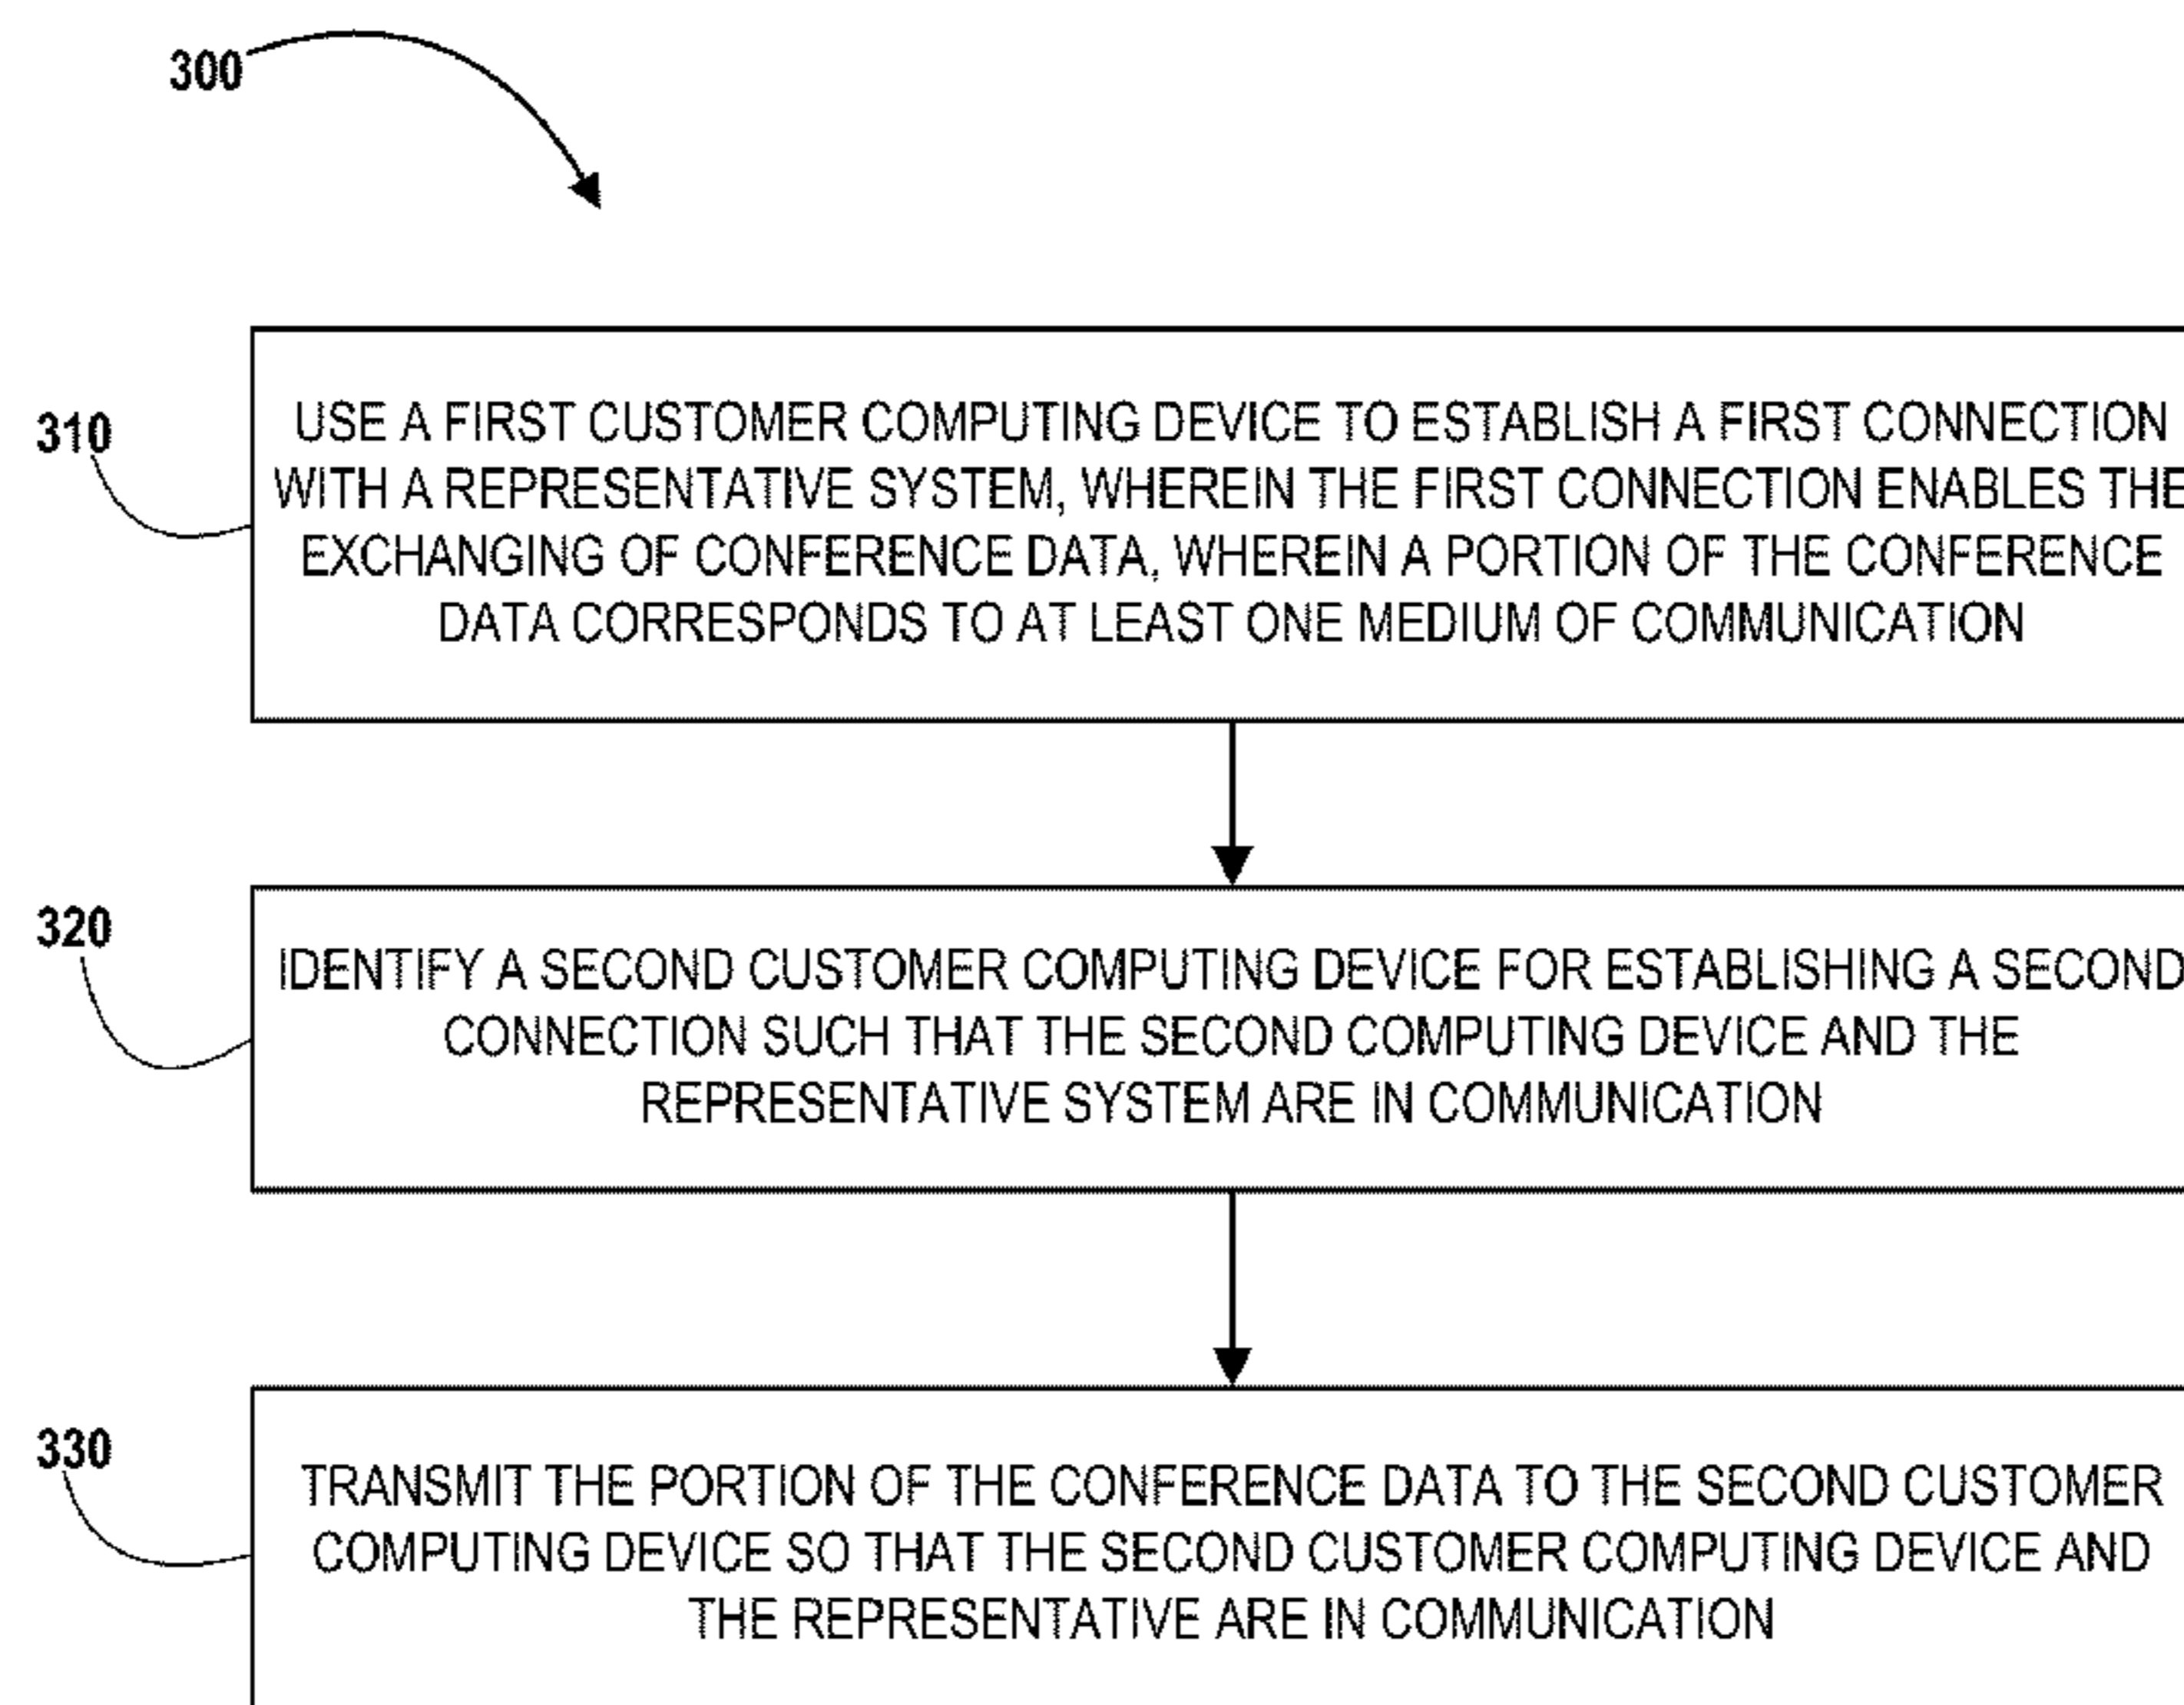 300
310
USE A FIRST CUSTOMER COMPUTING DEVICE TO ESTABLISH A FIRST CONNECTION
WITH A REPRESENTATIVE SYSTEM, WHEREIN THE FIRST CONNECTION ENABLES THE
EXCHANGING OF CONFERENCE DATA, WHEREIN A PORTION OF THE CONFERENCE
DATA CORRESPONDS TO AT LEAST ONE MEDIUM OF COMMUNICATION
320
IDENTIFY A SECOND CUSTOMER COMPUTING DEVICE FOR ESTABLISHING A SECOND
CONNECTION SUCH THAT THE SECOND COMPUTING DEVICE AND THE
REPRESENTATIVE SYSTEM ARE IN COMMUNICATION
330
TRANSMIT THE PORTION OF THE CONFERENCE DATA TO THE SECOND CUSTOMER
COMPUTING DEVICE SO THAT THE SECOND CUSTOMER COMPUTING DEVICE AND
THE REPRESENTATIVE ARE IN COMMUNICATION